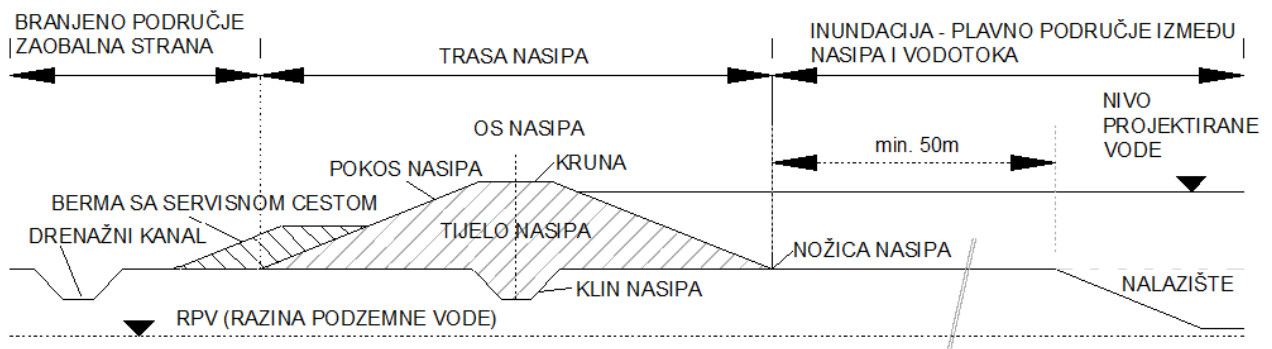 BRANJENO PODRUČJE
ZAOBALNA STRANA
TRASA NASIPA
INUNDACIJA - PLAVNO PODRUČJE IZMEĐU
NASIPA I VODOTOKA
NIVO
PROJEKTIRANE
VODE
OS NASIPA
min. 50m
POKOS NASIPA
KRUNA
BERMA SA SERVISNOM CESTOM
DRENAŽNI KANAL
TIJELO NASIPA
NOŽICA NASIPA
KLIN NASIPA
NALAZIŠTE
RPV (RAZINA PODZEMNE VODE)